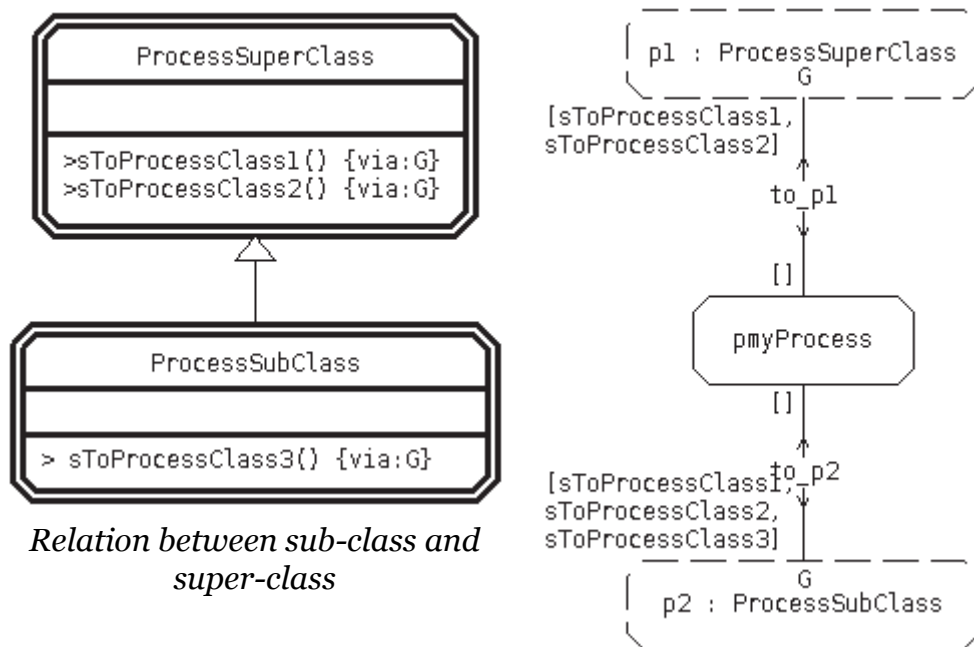 ProcessSuperClass
>sToProcessClass1() {via:G}
>sToProcessClass2() {via:G}
ProcessSubClass
> sToProcessClass3() {via:G}
Relation between sub-class and
super-class
p1 : ProcessSuperClass
G
[sToProcessClass1,
sToProcessClass2]
to_p1
[]
pmyProcess
[]
to_p2
[sToProcessClass1,
sToProcessClass2,
sToProcessClass3]
G
p2 : ProcessSubClass